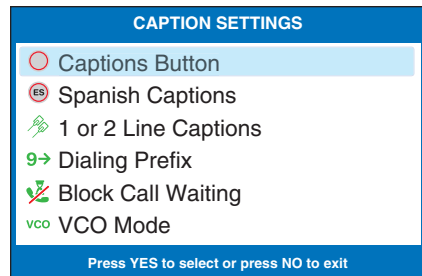 CAPTION SETTINGS
Captions Button
ES Spanish Captions
1 or 2 Line Captions
9→ Dialing Prefix
Block Call Waiting
VCO VCO Mode
Press YES to select or press NO to exit